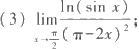 (3) lim_{x→π/2} ln(sin x)/(π-2x)²;